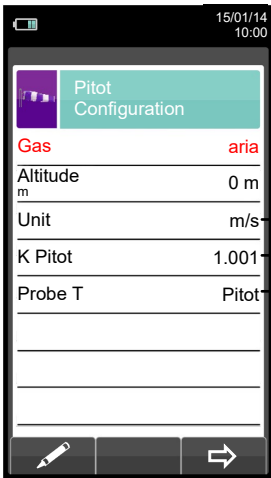 15/01/14
10:00
Pitot
Configuration
Gas aria
Altitude
m 0 m
Unit m/s
K Pitot 1.001
Probe T Pitot